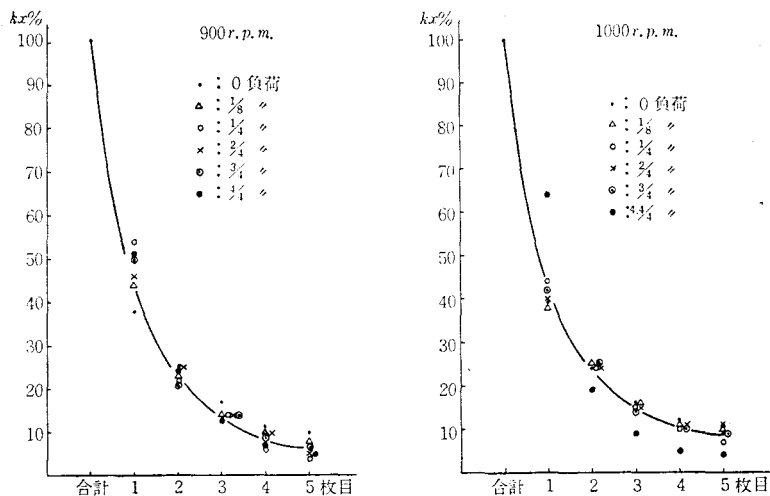 kx%
900 r.p.m.
100
90
80
70
60
50
40
30
20
10
• : 0 負荷
△ : 1/8 〃
○ : 1/4 〃
× : 2/4 〃
⊙ : 3/4 〃
● : 4/4 〃
合計 1 2 3 4 5 枚目
kx%
1000 r.p.m.
100
90
80
70
60
50
40
30
20
10
• : 0 負荷
△ : 1/8 〃
○ : 1/4 〃
× : 2/4 〃
⊙ : 3/4 〃
● : 4/4 〃
合計 1 2 3 4 5 枚目